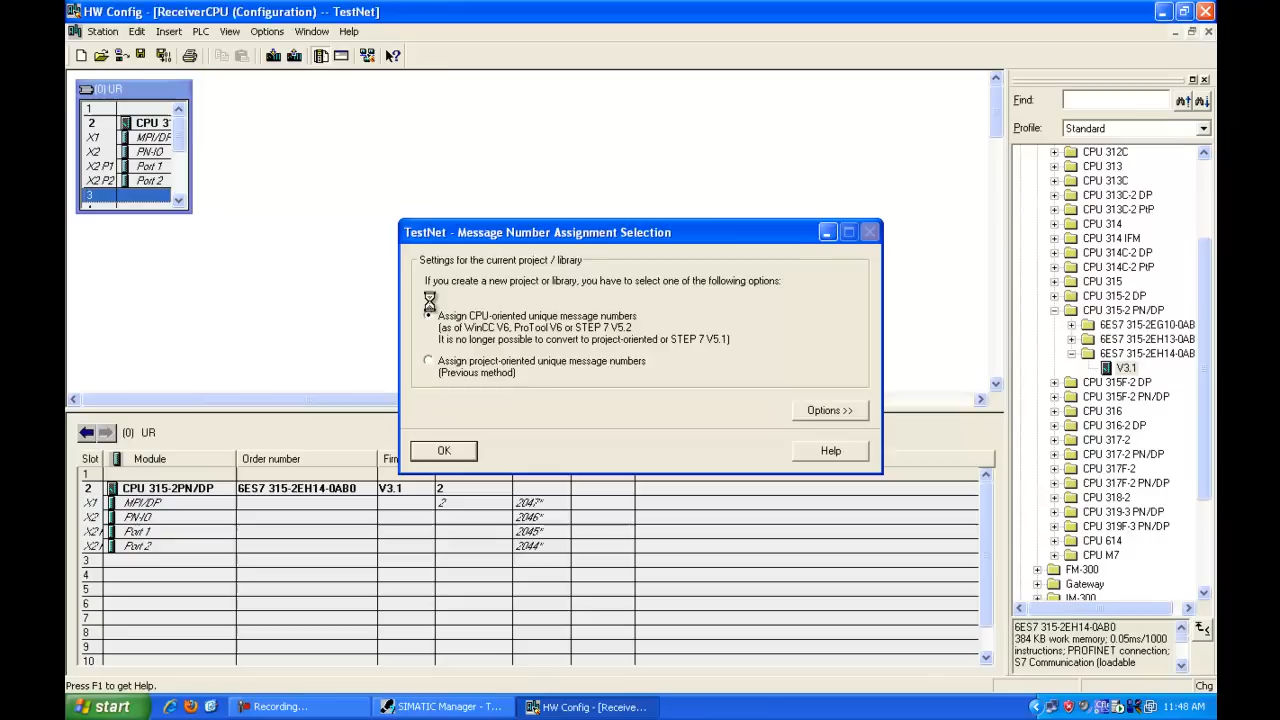 HW Config - [ReceiverCPU (Configuration) -- TestNet]
Station Edit Insert PLC View Options Window Help
(0) UR
1
2 CPU 3
X1 MPI/DP
X2 PN-IO
X2 P1 Port 1
X2 P2 Port 2
3
Find:
Profile: Standard
CPU 312C
CPU 313
CPU 313C
CPU 313C-2 DP
CPU 313C-2 PtP
CPU 314
CPU 314 IFM
CPU 314C-2 DP
CPU 314C-2 PtP
CPU 315
CPU 315-2 DP
CPU 315-2 PN/DP
6ES7 315-2EG10-0AB
6ES7 315-2EH13-0AB
6ES7 315-2EH14-0AB
V3.1
CPU 315F-2 DP
CPU 315F-2 PN/DP
CPU 316
CPU 316-2 DP
CPU 317-2
CPU 317-2 PN/DP
CPU 317F-2
CPU 317F-2 PN/DP
CPU 318-2
CPU 319-3 PN/DP
CPU 319F-3 PN/DP
CPU 614
CPU M7
FM-300
Gateway
IM-300
6ES7 315-2EH14-0AB0
384 KB work memory; 0.05ms/1000
instructions; PROFINET connection;
S7 Communication (loadable
TestNet - Message Number Assignment Selection
Settings for the current project / library
If you create a new project or library, you have to select one of the following options:
Assign CPU-oriented unique message numbers
(as of WinCC V6, ProTool V6 or STEP 7 V5.2
It is no longer possible to convert to project-oriented or STEP 7 V5.1)
Assign project-oriented unique message numbers
(Previous method)
Options >>
OK
Help
(0) UR
Slot Module Order number Fir
1
2 CPU 315-2PN/DP 6ES7 315-2EH14-0AB0 V3.1 2
X1 MPI/DP 2 2047*
X2 PN-IO 2046*
X2 Port 1 2045*
X2 Port 2 2044*
3
4
5
6
7
8
9
10
Press F1 to get Help.
Chg
start Recording... SIMATIC Manager - T... HW Config - [Receive... 11:48 AM